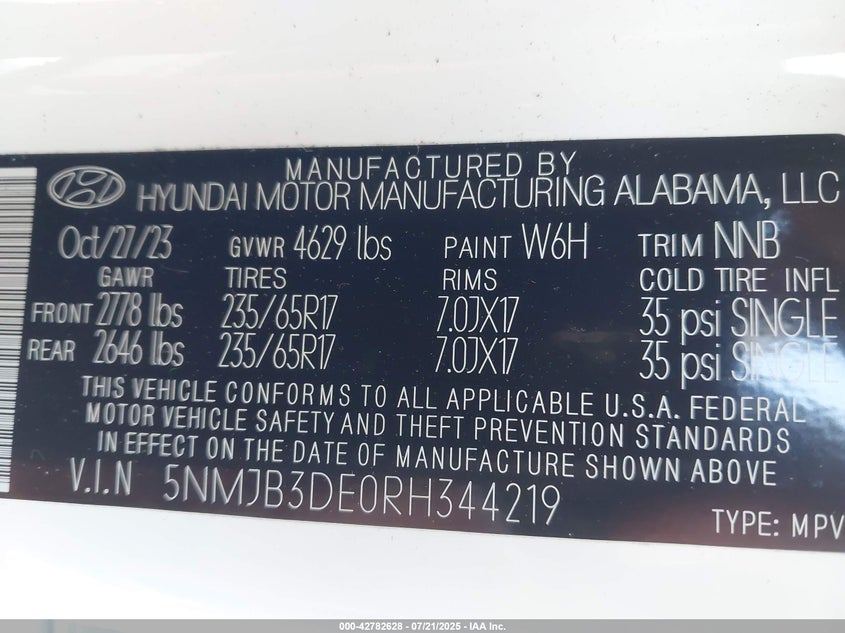 MANUFACTURED BY
HYUNDAI MOTOR MANUFACTURING ALABAMA, LLC
Oct/27/23 GVWR 4629 lbs PAINT W6H TRIM NNB
GAWR TIRES RIMS COLD TIRE INFL
FRONT 2778 lbs 235/65R17 7.0JX17 35 psi SINGLE
REAR 2646 lbs 235/65R17 7.0JX17 35 psi SINGLE
THIS VEHICLE CONFORMS TO ALL APPLICABLE U.S.A. FEDERAL
MOTOR VEHICLE SAFETY AND THEFT PREVENTION STANDARDS
IN EFFECT ON THE DATE OF MANUFACTURE SHOWN ABOVE
V.I.N 5NMJB3DE0RH344219
TYPE: MPV
000-42782628 - 07/21/2025 - IAA Inc.